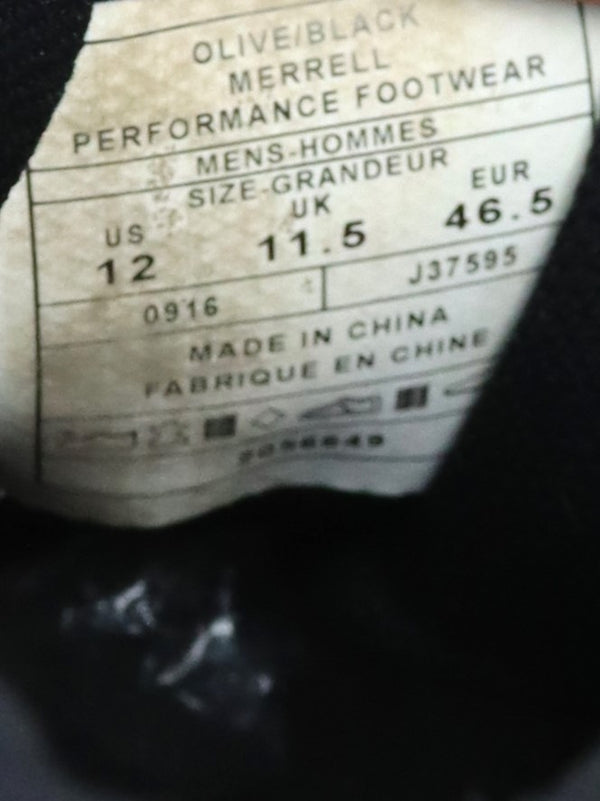 OLIVE/BLACK
MERRELL
PERFORMANCE FOOTWEAR
MENS-HOMMES
SIZE-GRANDEUR
US UK EUR
12 11.5 46.5
0916 J37595
MADE IN CHINA
FABRIQUE EN CHINE